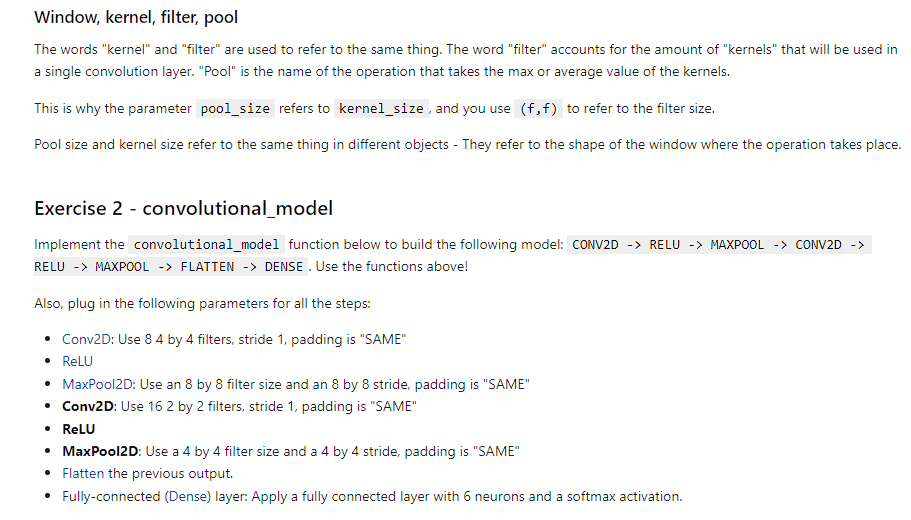 Window, kernel, filter, pool
The words "kernel" and "filter" are used to refer to the same thing. The word "filter" accounts for the amount of "kernels" that will be used in
a single convolution layer. "Pool" is the name of the operation that takes the max or average value of the kernels.
This is why the parameter pool_size refers to kernel_size, and you use (f,f) to refer to the filter size.
Pool size and kernel size refer to the same thing in different objects - They refer to the shape of the window where the operation takes place.
Exercise 2 - convolutional_model
Implement the convolutional_model function below to build the following model: CONV2D -> RELU -> MAXPOOL -> CONV2D ->
RELU -> MAXPOOL -> FLATTEN -> DENSE. Use the functions above!
Also, plug in the following parameters for all the steps:
• Conv2D: Use 8 4 by 4 filters, stride 1, padding is "SAME"
• ReLU
• MaxPool2D: Use an 8 by 8 filter size and an 8 by 8 stride, padding is "SAME"
• Conv2D: Use 16 2 by 2 filters, stride 1, padding is "SAME"
• ReLU
• MaxPool2D: Use a 4 by 4 filter size and a 4 by 4 stride, padding is "SAME"
• Flatten the previous output.
• Fully-connected (Dense) layer: Apply a fully connected layer with 6 neurons and a softmax activation.